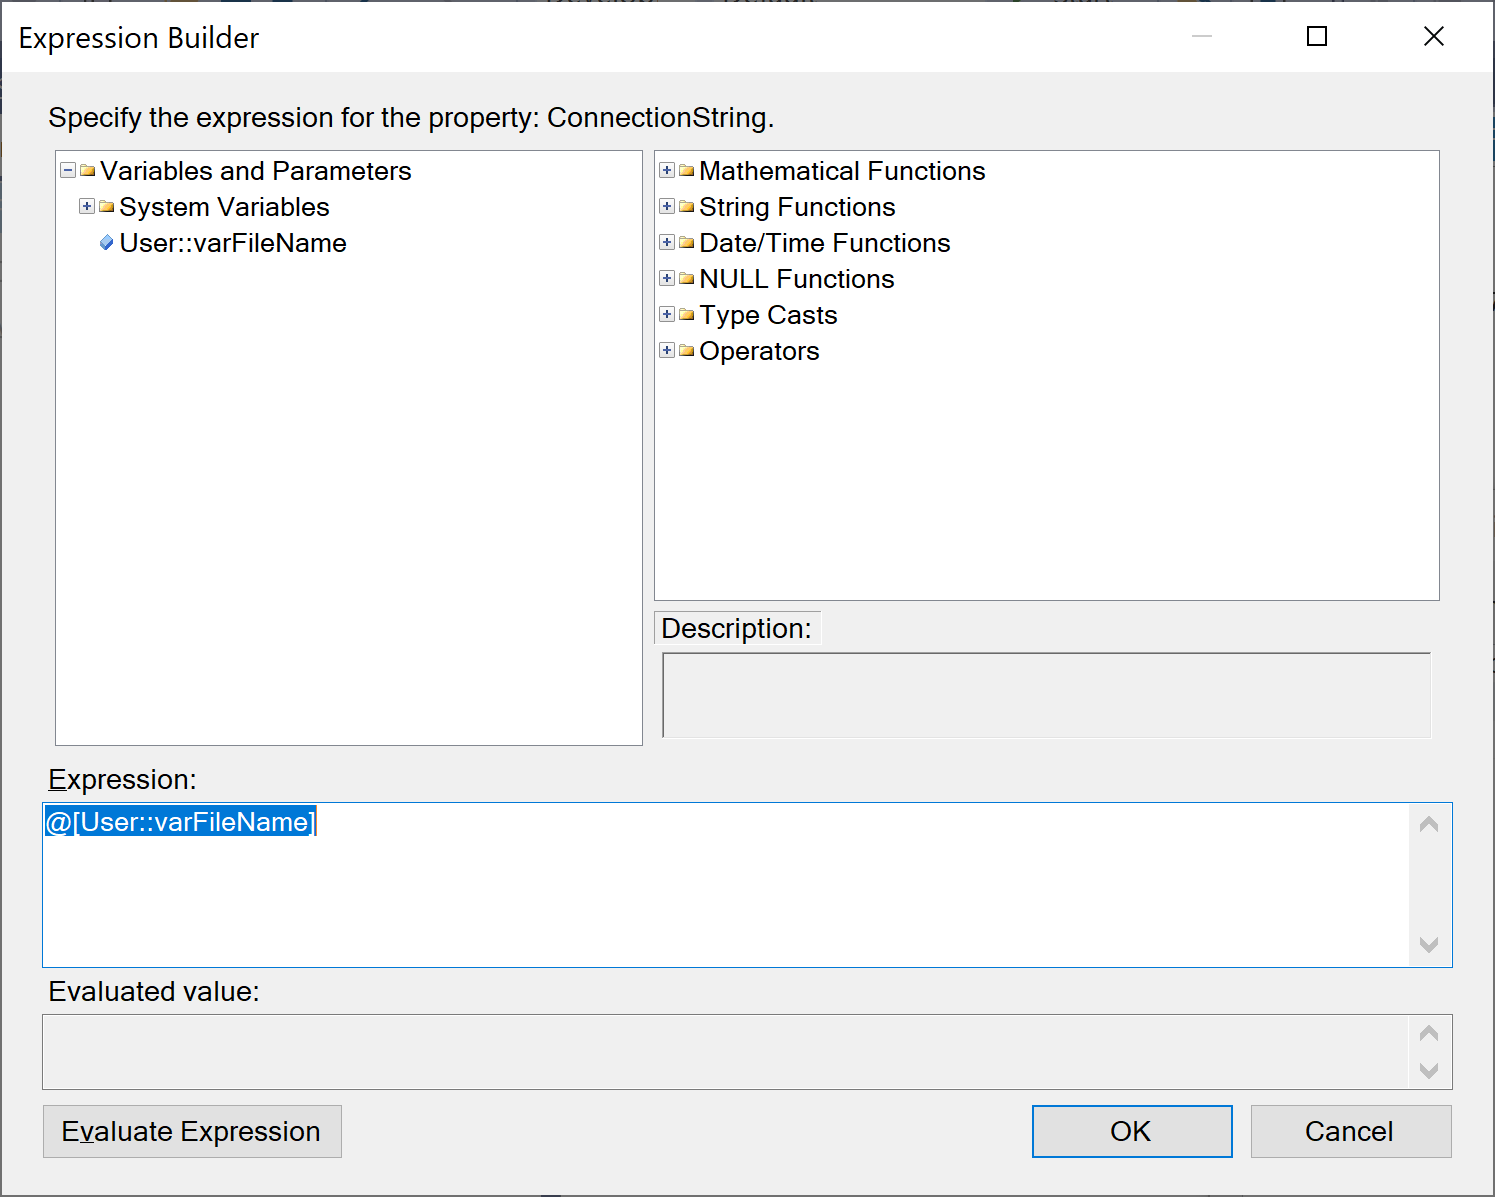 Expression Builder
Specify the expression for the property: ConnectionString.
Variables and Parameters
System Variables
User::varFileName
Mathematical Functions
String Functions
Date/Time Functions
NULL Functions
Type Casts
Operators
Description:
Expression:
@[User::varFileName]
Evaluated value:
Evaluate Expression
OK
Cancel